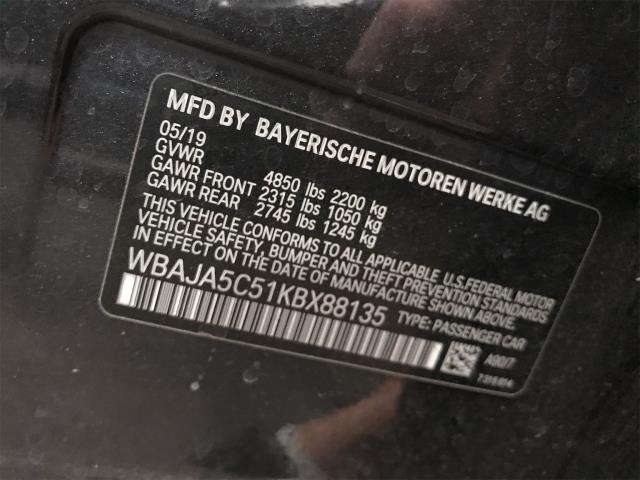 MFD BY BAYERISCHE MOTOREN WERKE AG
05/19
GVWR 4850 lbs 2200 kg
GAWR FRONT 2315 lbs 1050 kg
GAWR REAR 2745 lbs 1245 kg
THIS VEHICLE CONFORMS TO ALL APPLICABLE U.S.FEDERAL MOTOR
VEHICLE SAFETY, BUMPER AND THEFT PREVENTION STANDARDS
IN EFFECT ON THE DATE OF MANUFACTURE SHOWN ABOVE.
WBAJA5C51KBX88135 TYPE: PASSENGER CAR